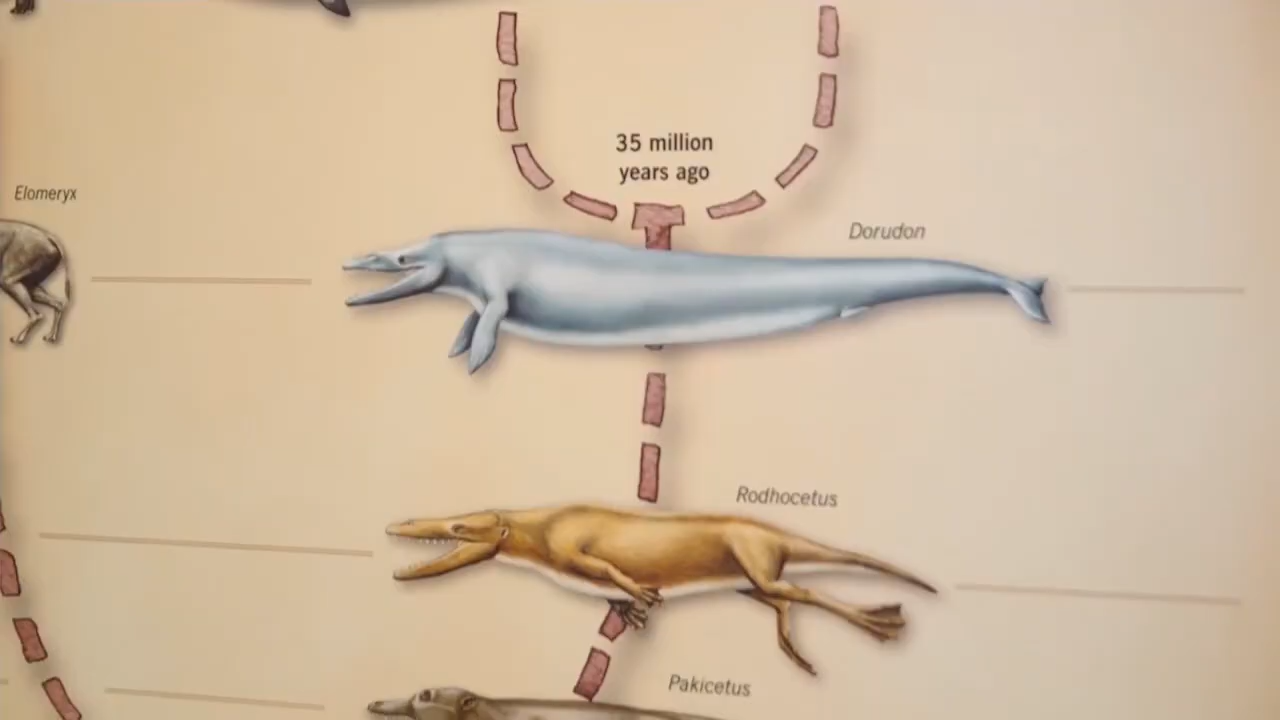 35 million
years ago
Elomeryx
Dorudon
Rodhocetus
Pakicetus